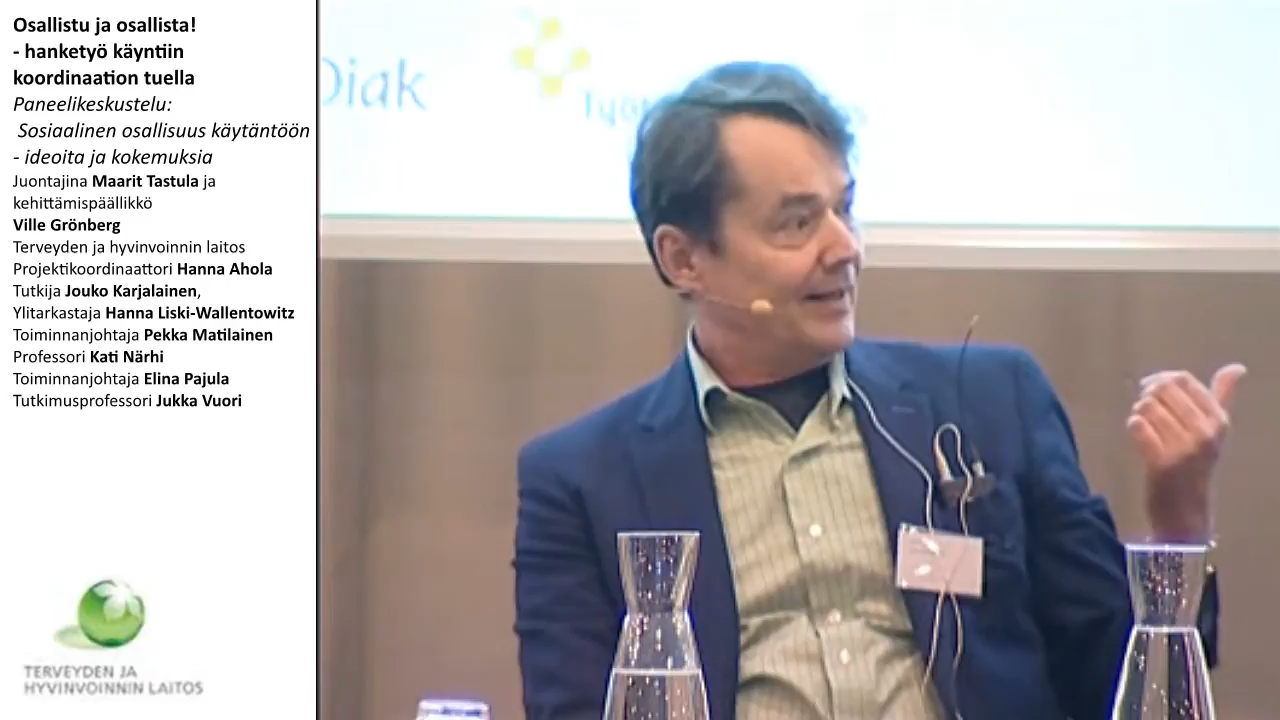 Osallistu ja osallista!
- hanketyö käyntiin
koordinaation tuella
Paneelikeskustelu:
Sosiaalinen osallisuus käytäntöön
- ideoita ja kokemuksia
Juontajina Maarit Tastula ja
kehittämispäällikkö
Ville Grönberg
Terveyden ja hyvinvoinnin laitos
Projektikoordinaattori Hanna Ahola
Tutkija Jouko Karjalainen,
Ylitarkastaja Hanna Liski-Wallentowitz
Toiminnanjohtaja Pekka Matilainen
Professori Kati Närhi
Toiminnanjohtaja Elina Pajula
Tutkimusprofessori Jukka Vuori
TERVEYDEN JA
HYVINVOINNIN LAITOS
Diak